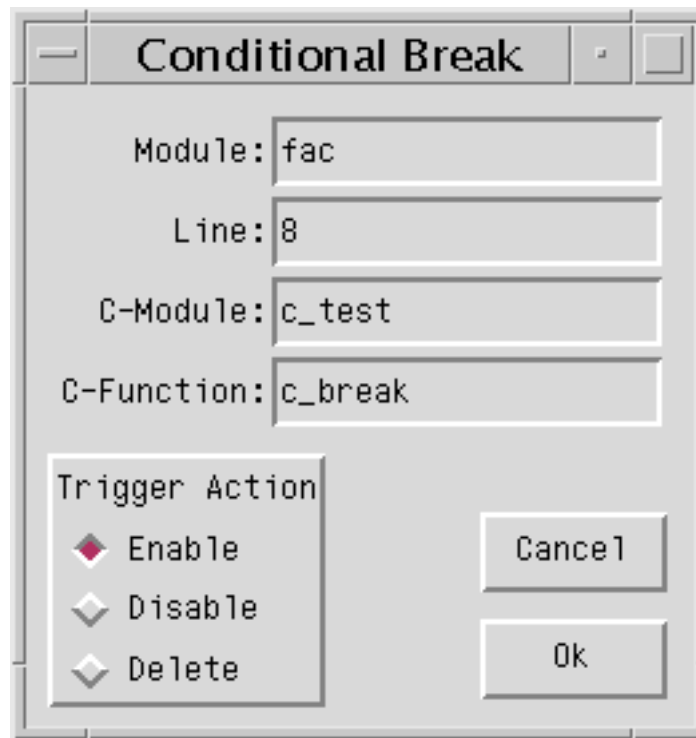 Conditional Break
Module: fac
Line: 8
C-Module: c_test
C-Function: c_break
Trigger Action
Enable
Disable
Delete
Cancel
Ok